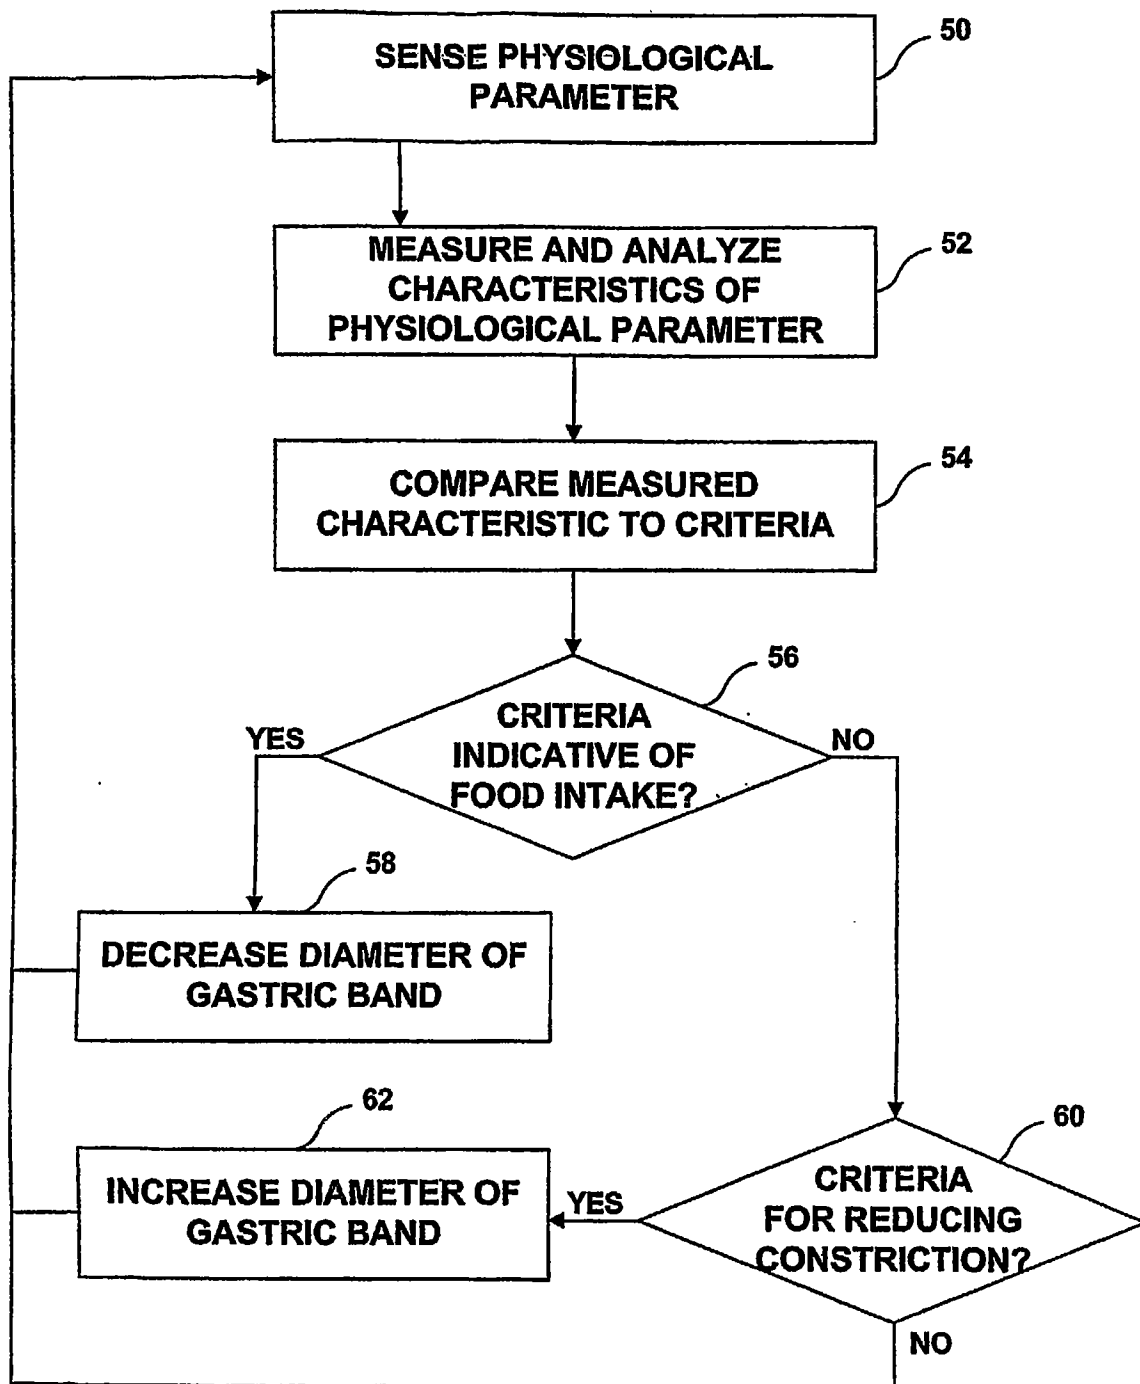 50
SENSE PHYSIOLOGICAL
PARAMETER
52
MEASURE AND ANALYZE
CHARACTERISTICS OF
PHYSIOLOGICAL PARAMETER
54
COMPARE MEASURED
CHARACTERISTIC TO CRITERIA
56
CRITERIA
INDICATIVE OF
FOOD INTAKE?
YES
NO
58
DECREASE DIAMETER OF
GASTRIC BAND
62
INCREASE DIAMETER OF
GASTRIC BAND
60
CRITERIA
FOR REDUCING
CONSTRICTION?
YES
NO